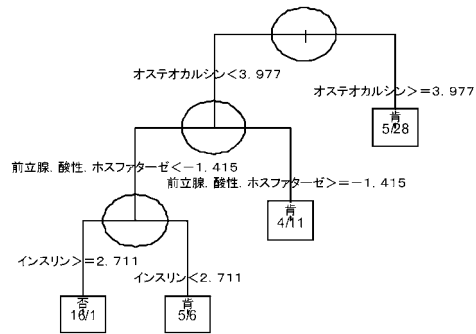 オステオカルシン<3.977
オステオカルシン>=3.977
肯
5/28
前立腺.酸性.ホスファターゼ<-1.415
前立腺.酸性.ホスファターゼ>=-1.415
肯
4/11
インスリン>=2.711
インスリン<2.711
否
16/1
肯
5/6